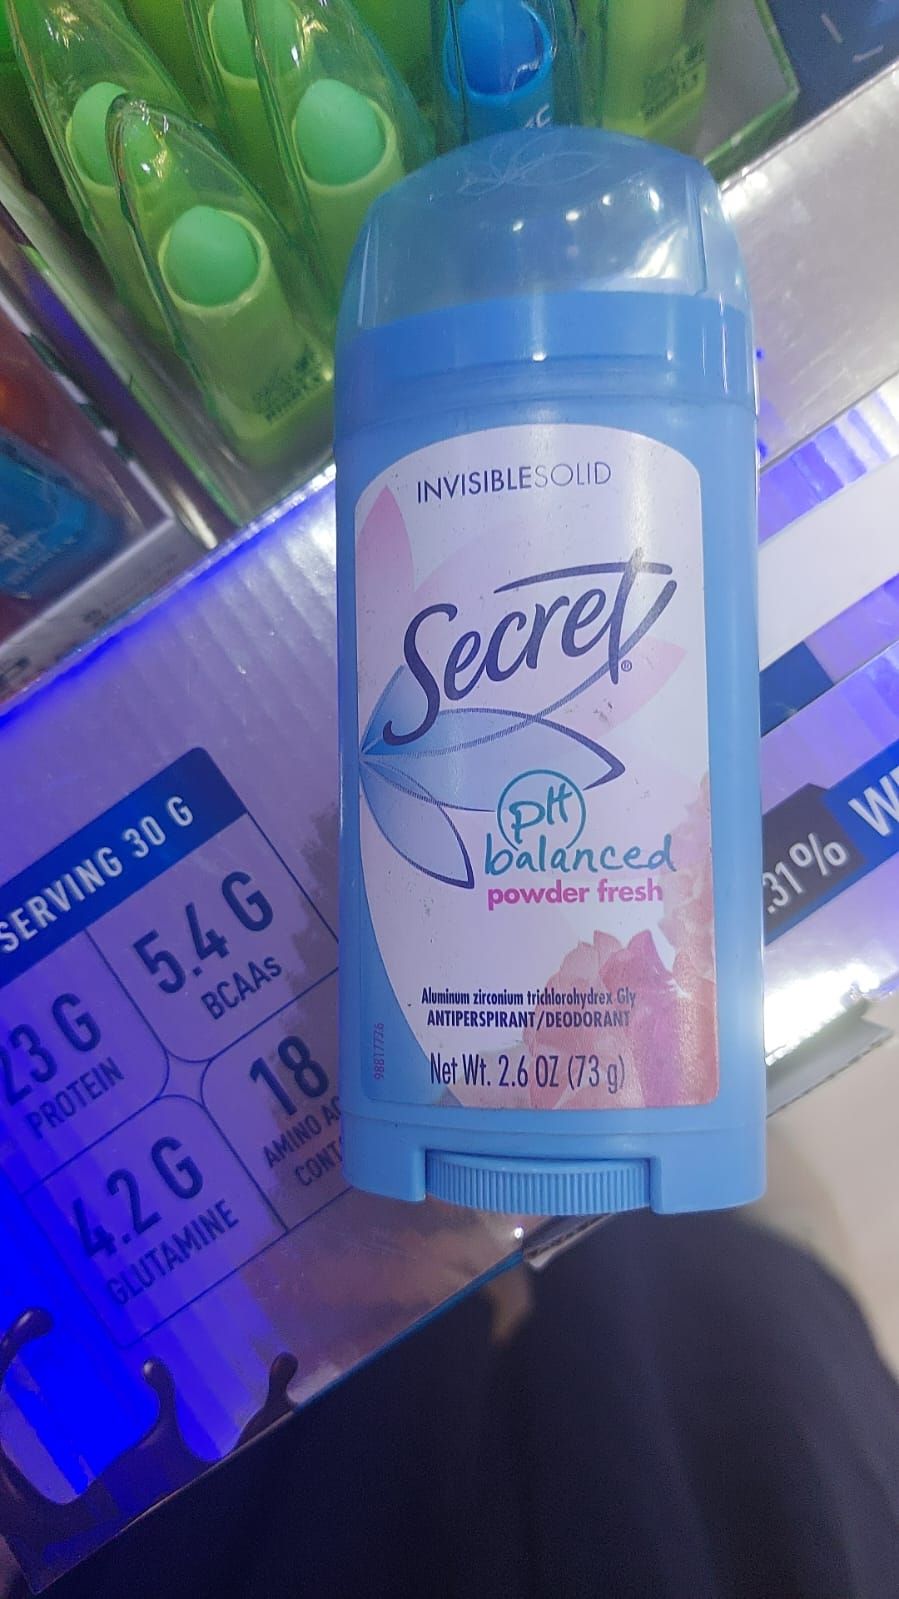 INVISIBLESOLID
Secret®
pH
balanced
powder fresh
Aluminum zirconium trichlorohydrex Gly
ANTIPERSPIRANT/DEODORANT
Net Wt. 2.6 OZ (73 g)
98817726
SERVING 30 G
5.4 G
BCAAs
23 G
PROTEIN
18
AMINO
4.2 G
GLUTAMINE
.31%